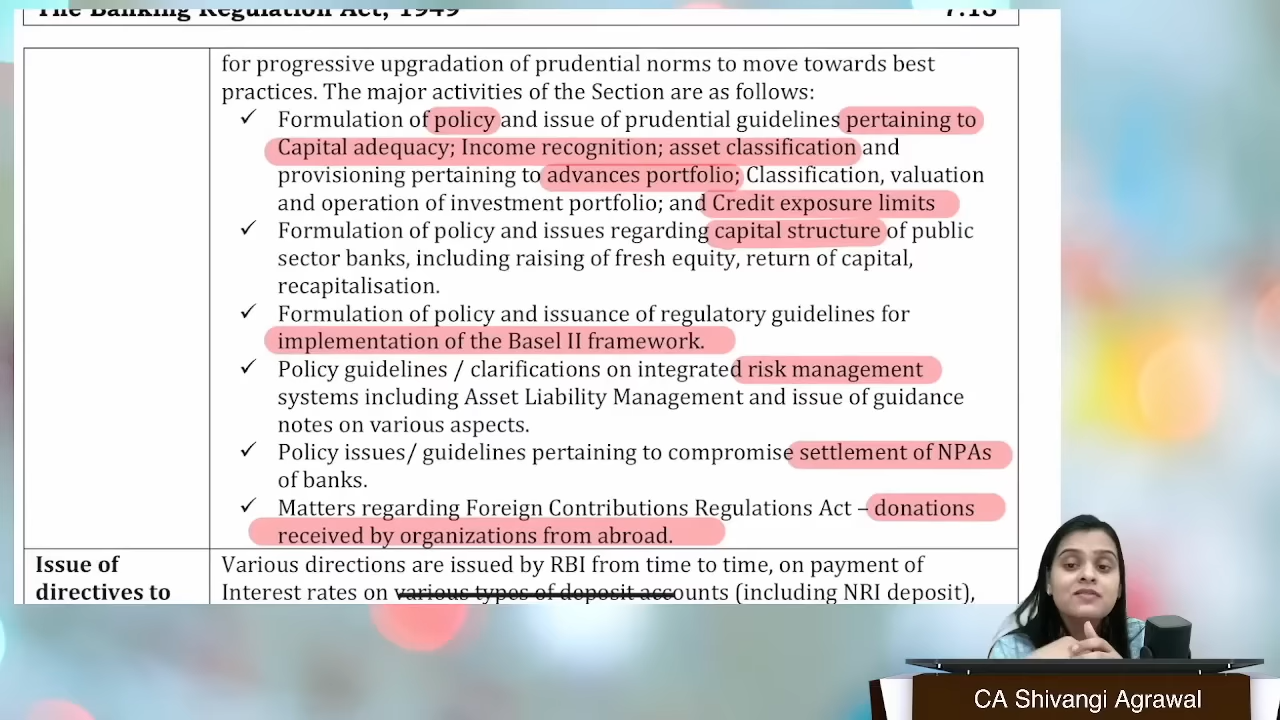 The Banking Regulation Act, 1949 7.13
for progressive upgradation of prudential norms to move towards best
practices. The major activities of the Section are as follows:
✓ Formulation of policy and issue of prudential guidelines pertaining to
Capital adequacy; Income recognition; asset classification and
provisioning pertaining to advances portfolio; Classification, valuation
and operation of investment portfolio; and Credit exposure limits
✓ Formulation of policy and issues regarding capital structure of public
sector banks, including raising of fresh equity, return of capital,
recapitalisation.
✓ Formulation of policy and issuance of regulatory guidelines for
implementation of the Basel II framework.
✓ Policy guidelines / clarifications on integrated risk management
systems including Asset Liability Management and issue of guidance
notes on various aspects.
✓ Policy issues/ guidelines pertaining to compromise settlement of NPAs
of banks.
✓ Matters regarding Foreign Contributions Regulations Act – donations
received by organizations from abroad.
Issue of
directives to
Various directions are issued by RBI from time to time, on payment of
Interest rates on various types of deposit accounts (including NRI deposit),
CA Shivangi Agrawal